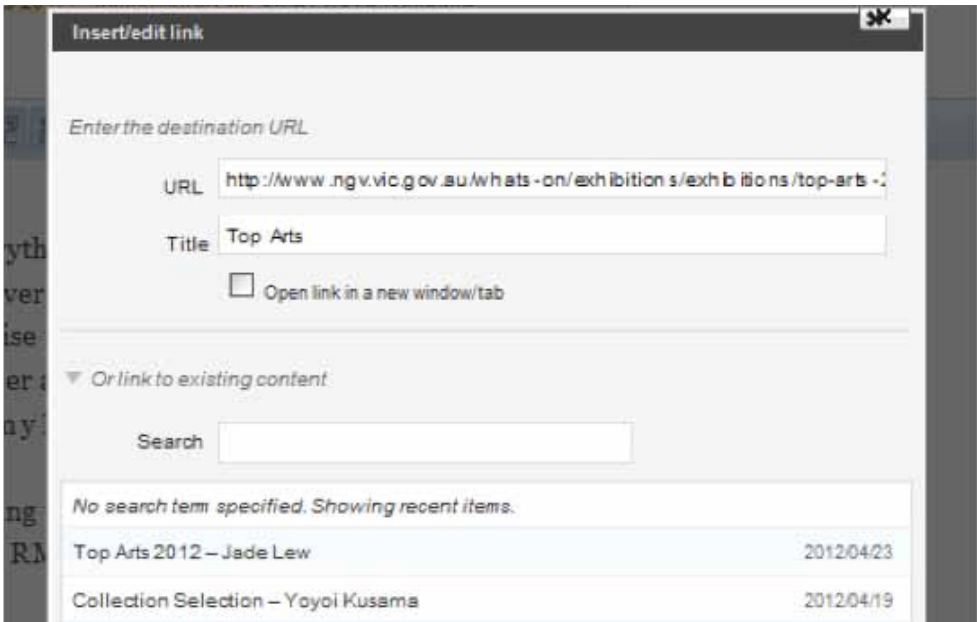 Insert/edit link
Enter the destination URL
URL http://www.ngv.vic.gov.au/whats-on/exhibitions/exhibitions/top-arts-2
Title Top Arts
Open link in a new window/tab
Or link to existing content
Search
No search term specified. Showing recent items.
Top Arts 2012 – Jade Lew 2012/04/23
Collection Selection – Yoyoi Kusama 2012/04/19